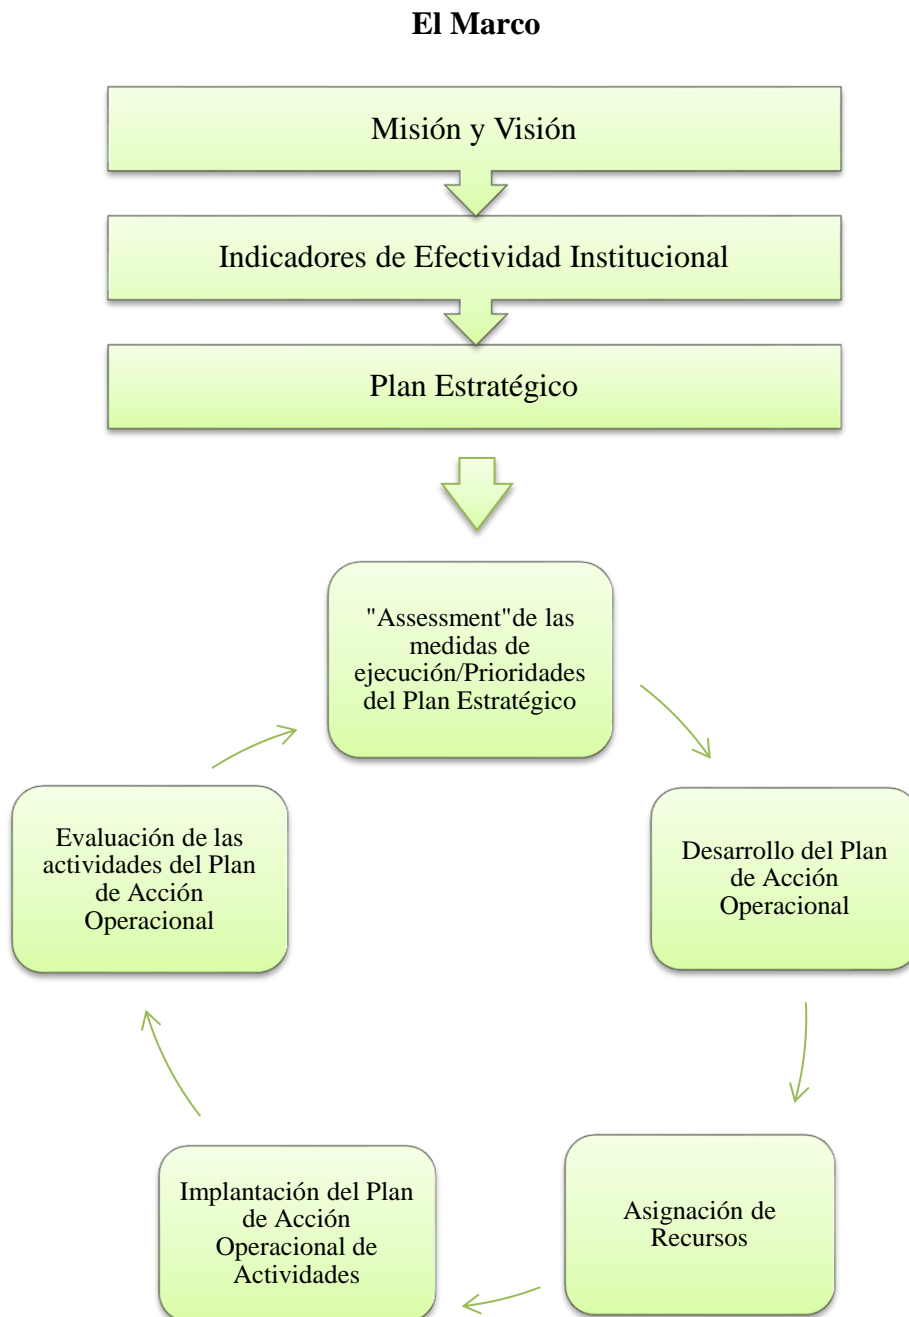 El Marco
Misión y Visión
Indicadores de Efectividad Institucional
Plan Estratégico
"Assessment"de las
medidas de
ejecución/Prioridades
del Plan Estratégico
Evaluación de las
actividades del Plan
de Acción
Operacional
Desarrollo del Plan
de Acción
Operacional
Implantación del Plan
de Acción
Operacional de
Actividades
Asignación de
Recursos